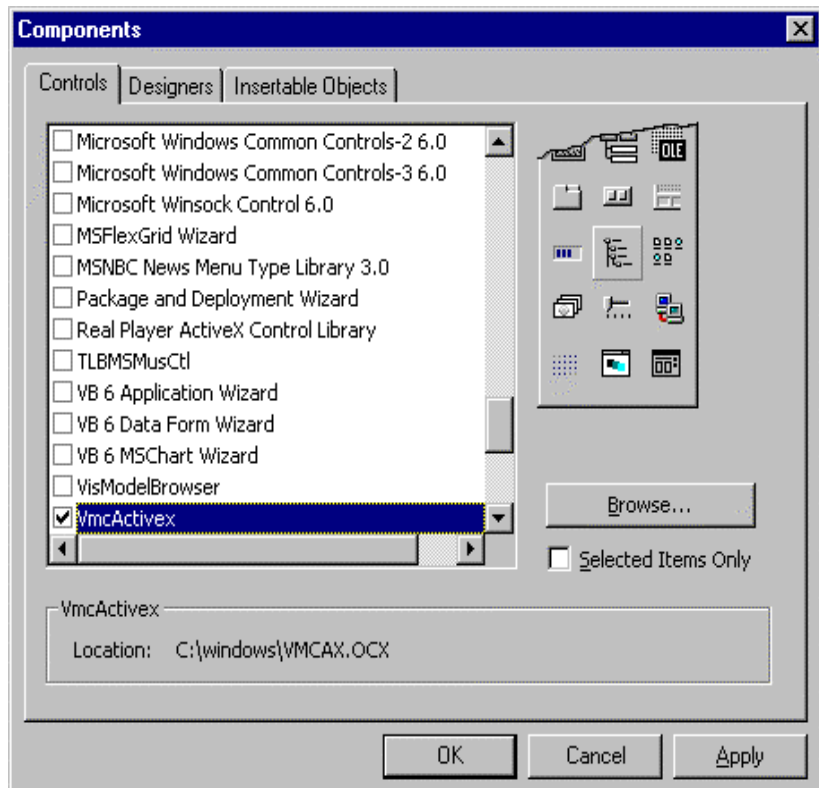 Components
Controls Designers Insertable Objects
Microsoft Windows Common Controls-2 6.0
Microsoft Windows Common Controls-3 6.0
Microsoft Winsock Control 6.0
MSFlexGrid Wizard
MSNBC News Menu Type Library 3.0
Package and Deployment Wizard
Real Player ActiveX Control Library
TLBMSMusCtl
VB 6 Application Wizard
VB 6 Data Form Wizard
VB 6 MSChart Wizard
VisModelBrowser
VmcActivex
OLE
Browse...
Selected Items Only
VmcActivex
Location: C:\windows\VMCAX.OCX
OK Cancel Apply